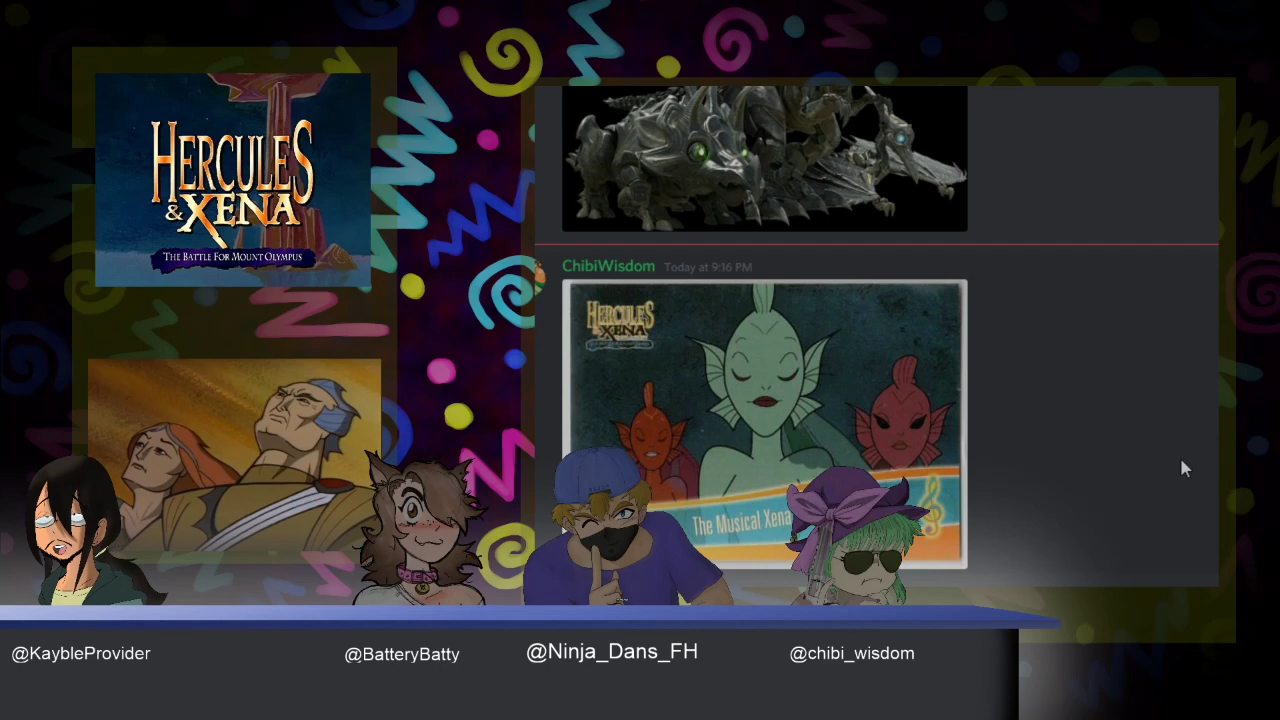 HERCULES
& XENA
THE BATTLE FOR MOUNT OLYMPUS
ChibiWisdom Today at 9:16 PM
HERCULES
& XENA
The Musical Xena
@KaybleProvider
@BatteryBatty
@Ninja_Dans_FH
@chibi_wisdom